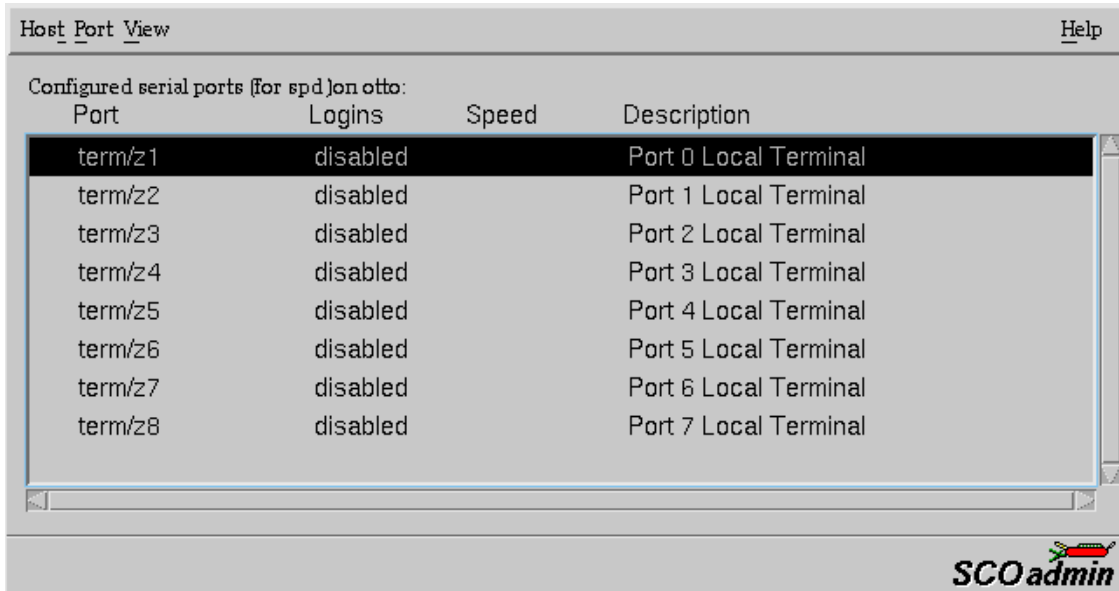 Host Port View Help
Configured serial ports (for spd )on otto:
Port Logins Speed Description
term/z1 disabled Port 0 Local Terminal
term/z2 disabled Port 1 Local Terminal
term/z3 disabled Port 2 Local Terminal
term/z4 disabled Port 3 Local Terminal
term/z5 disabled Port 4 Local Terminal
term/z6 disabled Port 5 Local Terminal
term/z7 disabled Port 6 Local Terminal
term/z8 disabled Port 7 Local Terminal
SCOadmin